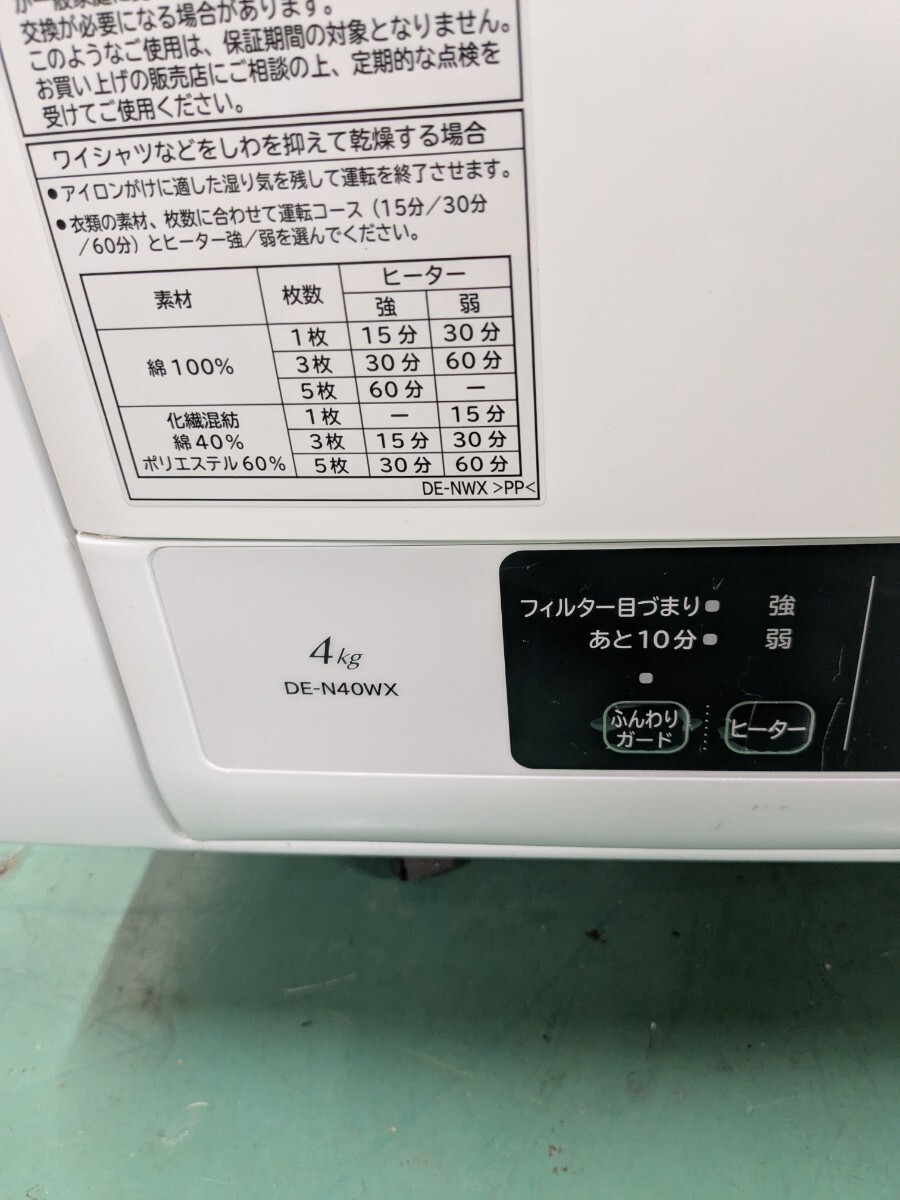 交換が必要になる場合があります。
このようなご使用は、保証期間の対象となりません。
お買い上げの販売店にご相談の上、定期的な点検を
受けてご使用ください。
ワイシャツなどをしわを抑えて乾燥する場合
●アイロンがけに適した湿り気を残して運転を終了させます。
●衣類の素材、枚数に合わせて運転コース（15分／30分
／60分）とヒーター強／弱を選んでください。
素材 枚数 ヒーター
強 弱
綿100% 1枚 15分 30分
3枚 30分 60分
5枚 60分 ー
化繊混紡 綿40% ポリエステル60% 1枚 ー 15分
3枚 15分 30分
5枚 30分 60分
DE-NWX >PP<
フィルター目づまり 強
あと10分 弱
4kg
DE-N40WX
ふんわり
ガード
ヒーター